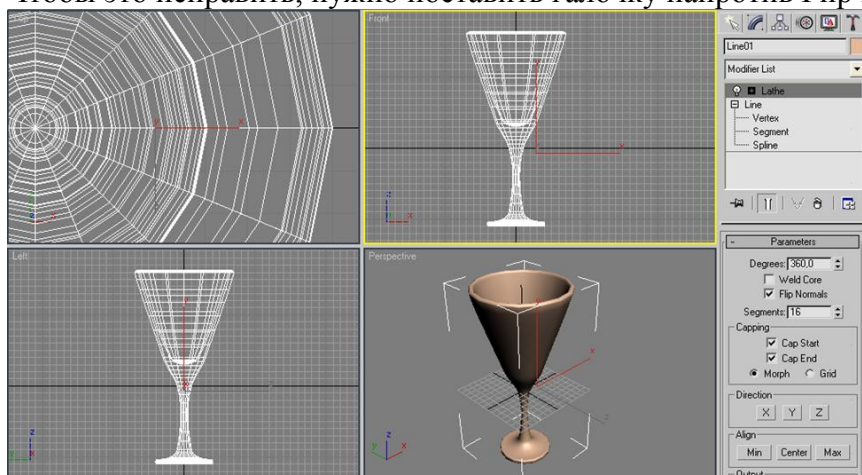 Чтобы это исправить, нужно поставить галочку напротив Flip
Front
Left
Perspective
Line01
Modifier List
Lathe
Line
Vertex
Segment
Spline
Parameters
Degrees: 360,0
Weld Core
Flip Normals
Segments: 16
Capping
Cap Start
Cap End
Morph Grid
Direction
X Y Z
Align
Min Center Max
Output